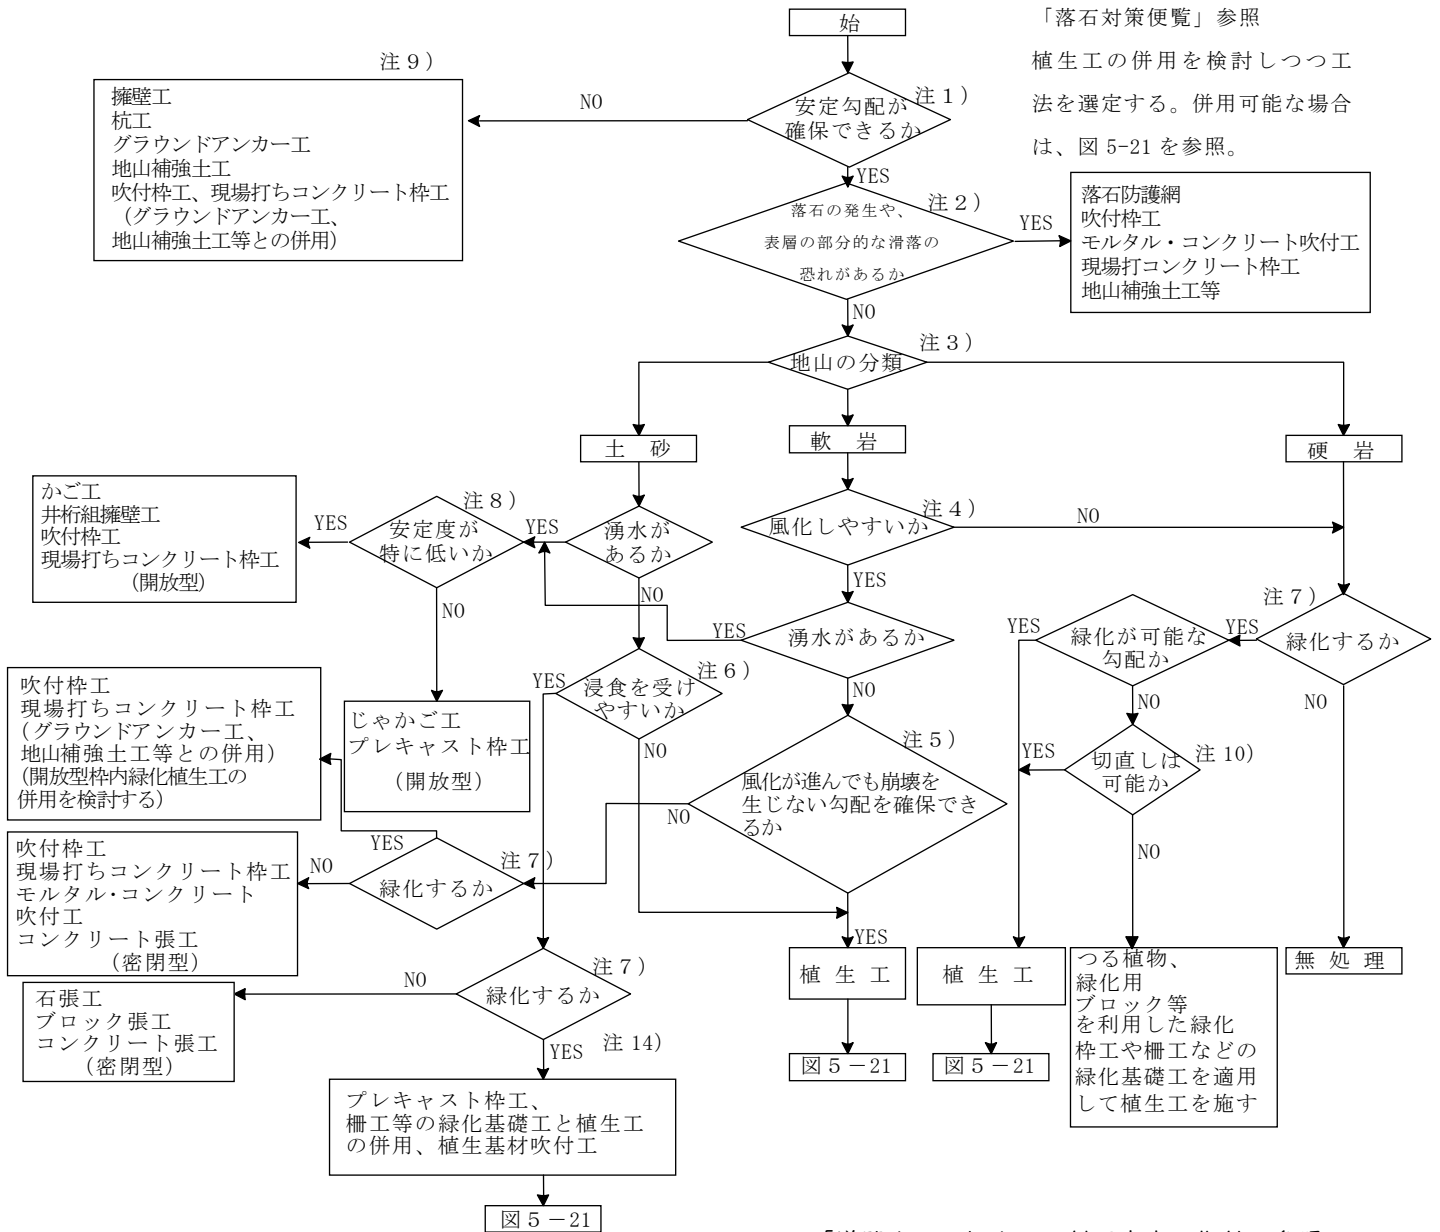 始
「落石対策便覧」参照
植生工の併用を検討しつつ工
法を選定する。併用可能な場合
は、図 5-21 を参照。
注９）
擁壁工
杭工
グラウンドアンカー工
地山補強土工
吹付枠工、現場打ちコンクリート枠工
（グラウンドアンカー工、
地山補強土工等との併用）
NO
安定勾配が
確保できるか
注１）
YES
落石の発生や、
表層の部分的な滑落の
恐れがあるか
注２）
YES
落石防護網
吹付枠工
モルタル・コンクリート吹付工
現場打コンクリート枠工
地山補強土工等
NO
地山の分類
注３）
土　砂
軟　岩
硬　岩
かご工
井桁組擁壁工
吹付枠工
現場打ちコンクリート枠工
（開放型）
YES
安定度が
特に低いか
注８）
YES
湧水が
あるか
風化しやすいか
注４）
NO
NO
NO
YES
YES
湧水があるか
YES
緑化が可能な
勾配か
YES
緑化するか
注７）
吹付枠工
現場打ちコンクリート枠工
（グラウンドアンカー工、
地山補強土工等との併用）
（開放型枠内緑化植生工の
併用を検討する）
じゃかご工
プレキャスト枠工
（開放型）
YES
浸食を受け
やすいか
注６）
NO
NO
NO
NO
風化が進んでも崩壊を
生じない勾配を確保でき
るか
注５）
NO
YES
切直しは
可能か
注 10）
NO
吹付枠工
現場打ちコンクリート枠工
モルタル・コンクリート
吹付工
コンクリート張工
（密閉型）
NO
YES
緑化するか
注７）
YES
植　生　工
図５－21
植　生　工
図５－21
つる植物、
緑化用
ブロック等
を利用した緑化
枠工や柵工などの
緑化基礎工を適用
して植生工を施す
無　処　理
石張工
ブロック張工
コンクリート張工
（密閉型）
NO
緑化するか
注７）
YES
注 14）
プレキャスト枠工、
柵工等の緑化基礎工と植生工
の併用、植生基材吹付工
図５－21